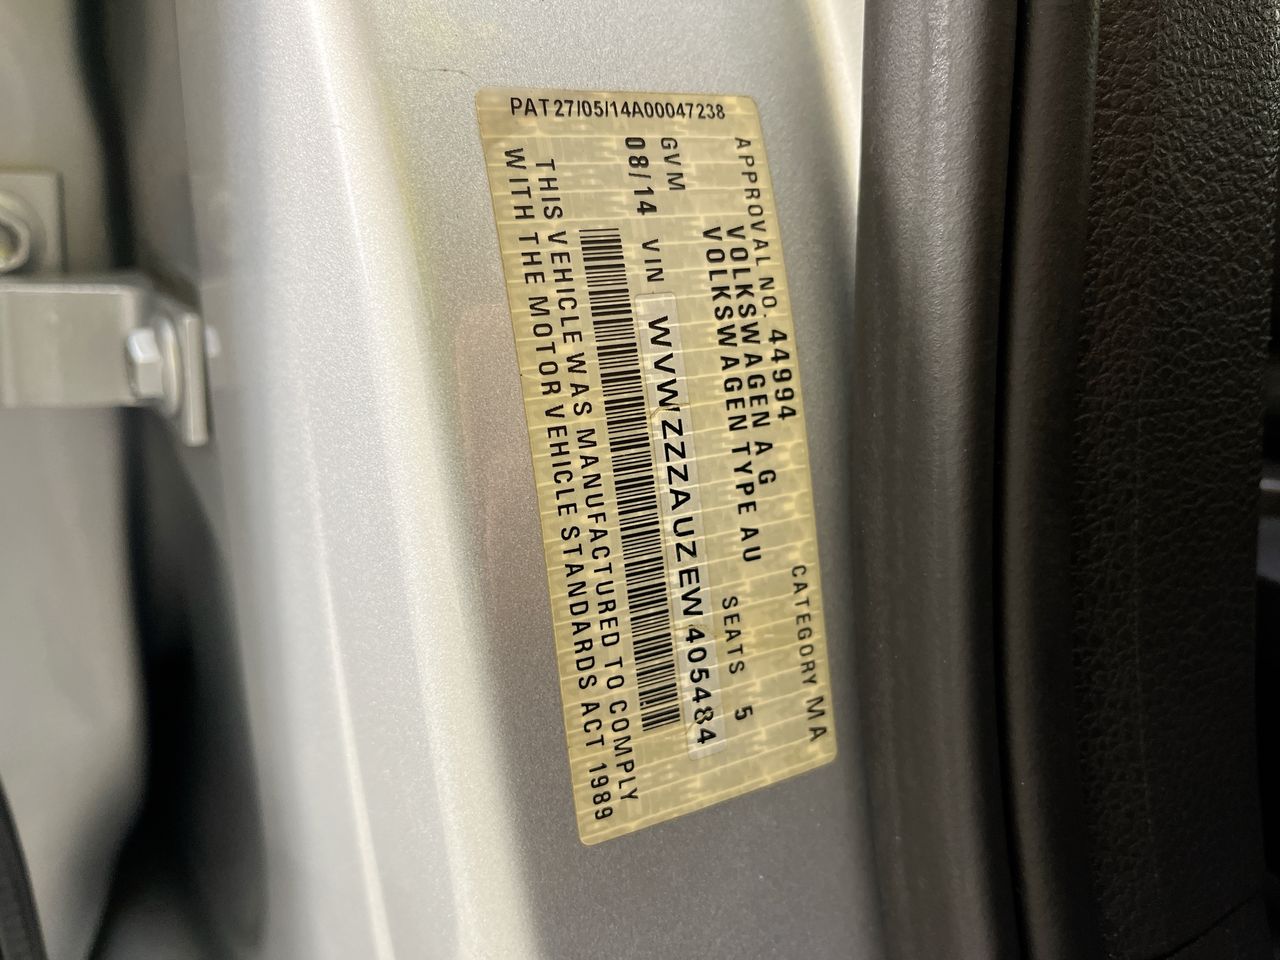 PAT27/05/14A00047238
APPROVAL NO. 44994 CATEGORY MA
VOLKSWAGEN A G
VOLKSWAGEN TYPE AU SEATS 5
GVM
08/14 VIN WVWZZZAUZEW405484
THIS VEHICLE WAS MANUFACTURED TO COMPLY
WITH THE MOTOR VEHICLE STANDARDS ACT 1989